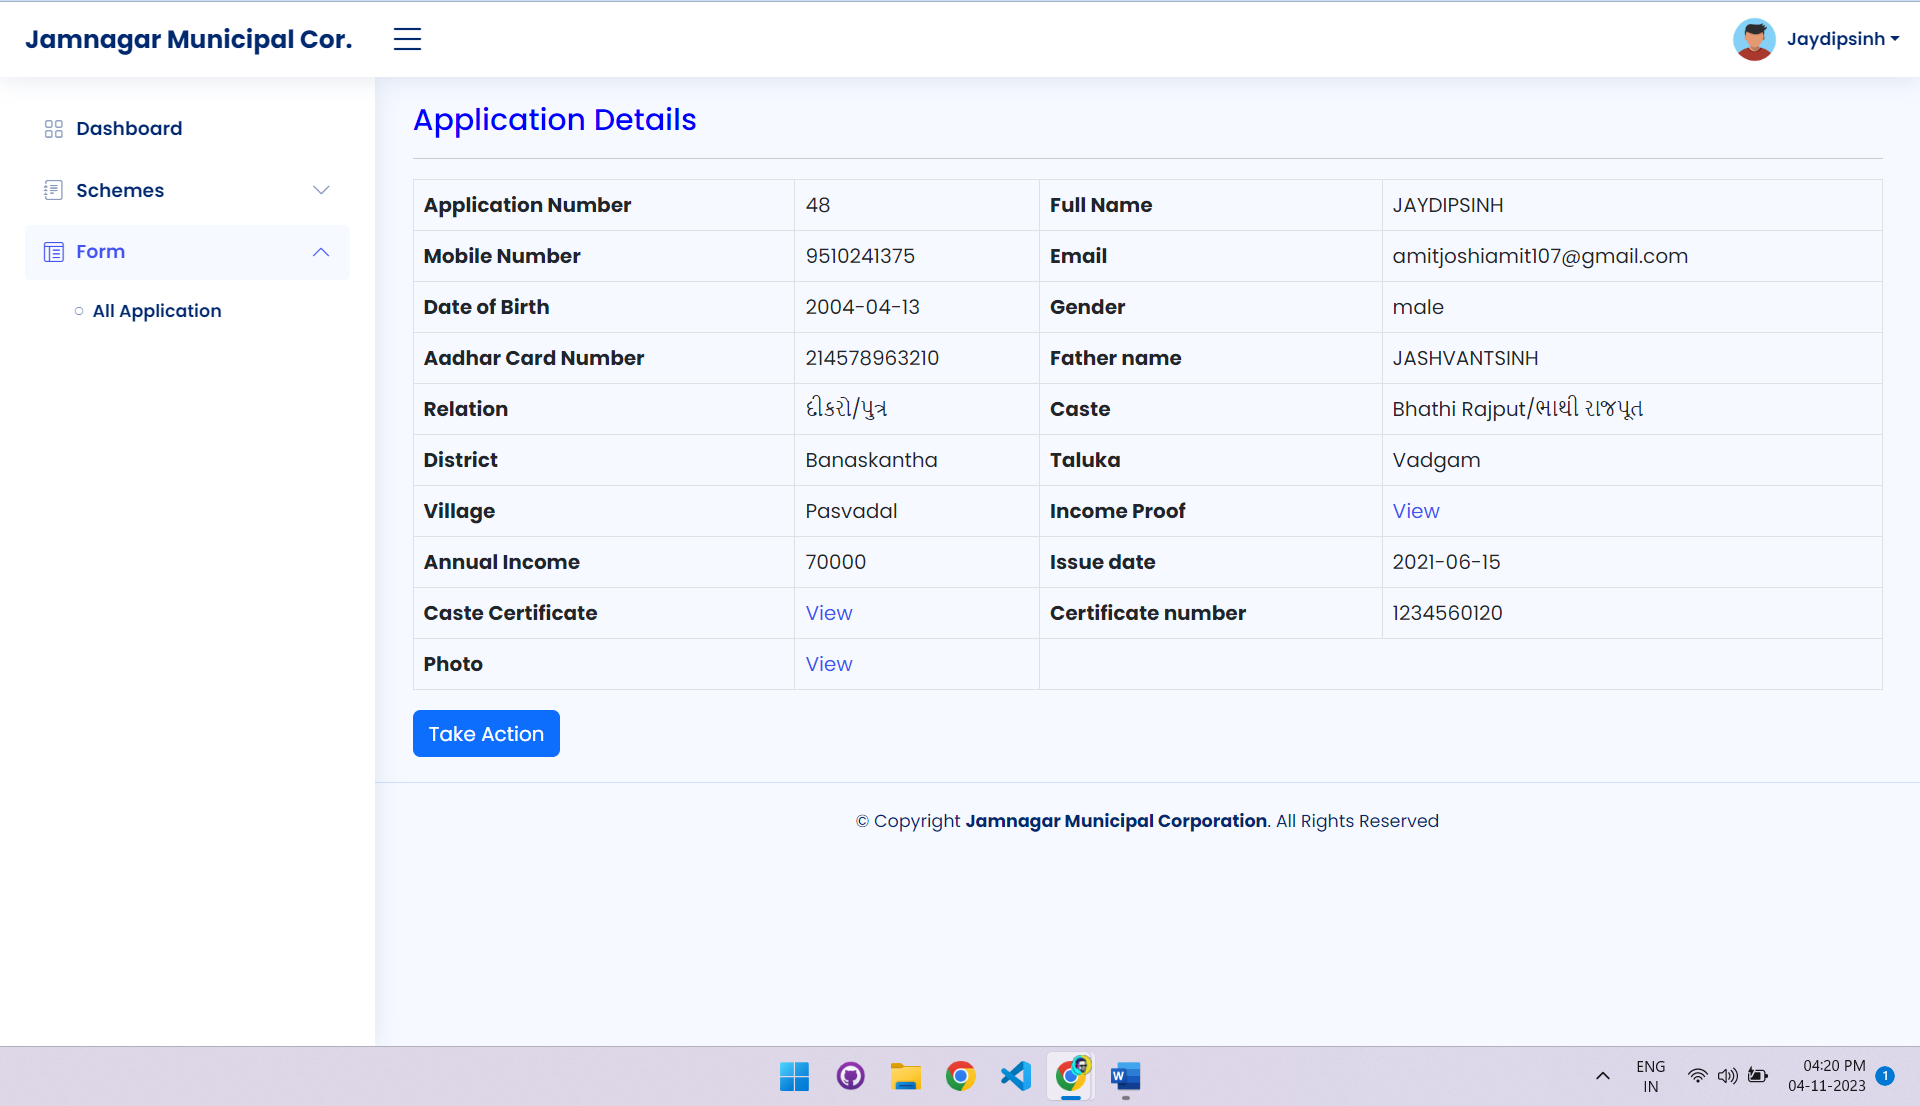 Jamnagar Municipal Cor.
Jaydipsinh
Dashboard
Schemes
Form
All Application
Application Details
Application Number 48 Full Name JAYDIPSINH
Mobile Number 9510241375 Email amitjoshiamit107@gmail.com
Date of Birth 2004-04-13 Gender male
Aadhar Card Number 214578963210 Father name JASHVANTSINH
Relation દીકરો/પુત્ર Caste Bhathi Rajput/ભાથી રાજપૂત
District Banaskantha Taluka Vadgam
Village Pasvadal Income Proof View
Annual Income 70000 Issue date 2021-06-15
Caste Certificate View Certificate number 1234560120
Photo View
Take Action
© Copyright Jamnagar Municipal Corporation. All Rights Reserved
W
ENG
IN
04:20 PM
04-11-2023
1